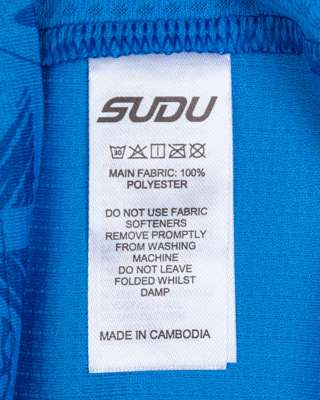 SUDU
30
MAIN FABRIC: 100%
POLYESTER
DO NOT USE FABRIC
SOFTENERS
REMOVE PROMPTLY
FROM WASHING
MACHINE
DO NOT LEAVE
FOLDED WHILST
DAMP
MADE IN CAMBODIA